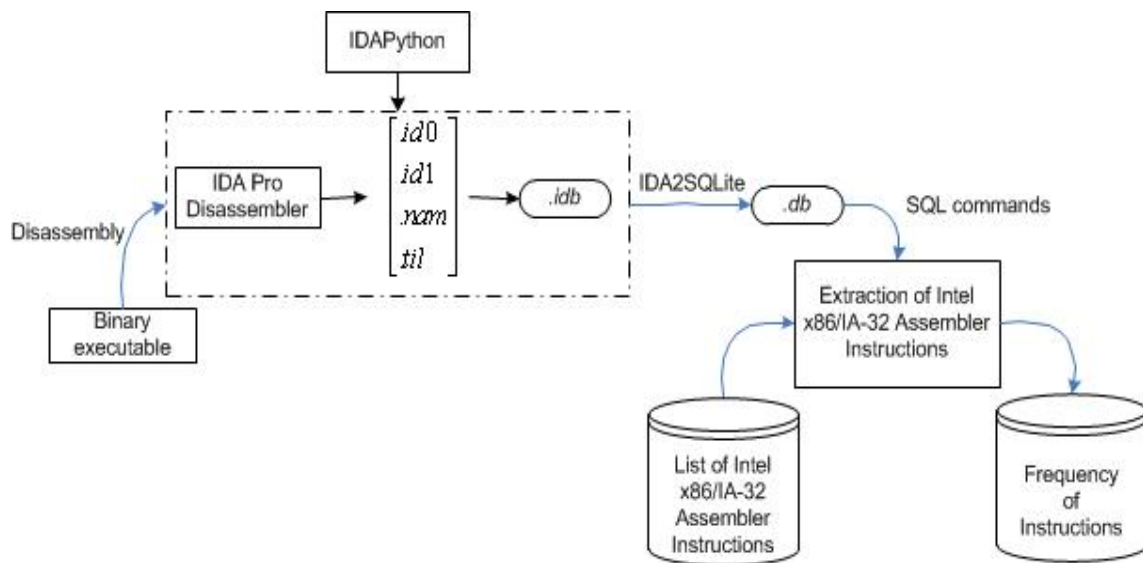 IDAPython
id0
id1
.nam
til
IDA Pro
Disassembler
.idb
IDA2SQLite
.db
SQL commands
Disassembly
Binary
executable
Extraction of Intel
x86/IA-32 Assembler
Instructions
List of Intel
x86/IA-32
Assembler
Instructions
Frequency
of
Instructions